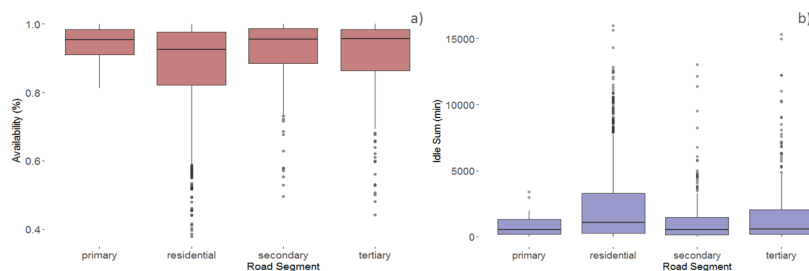 a)
Availability (%)
1.0
0.8
0.6
0.4
primary residential secondary tertiary
Road Segment
b)
Idle Sum (min)
15000
10000
5000
0
primary residential secondary tertiary
Road Segment